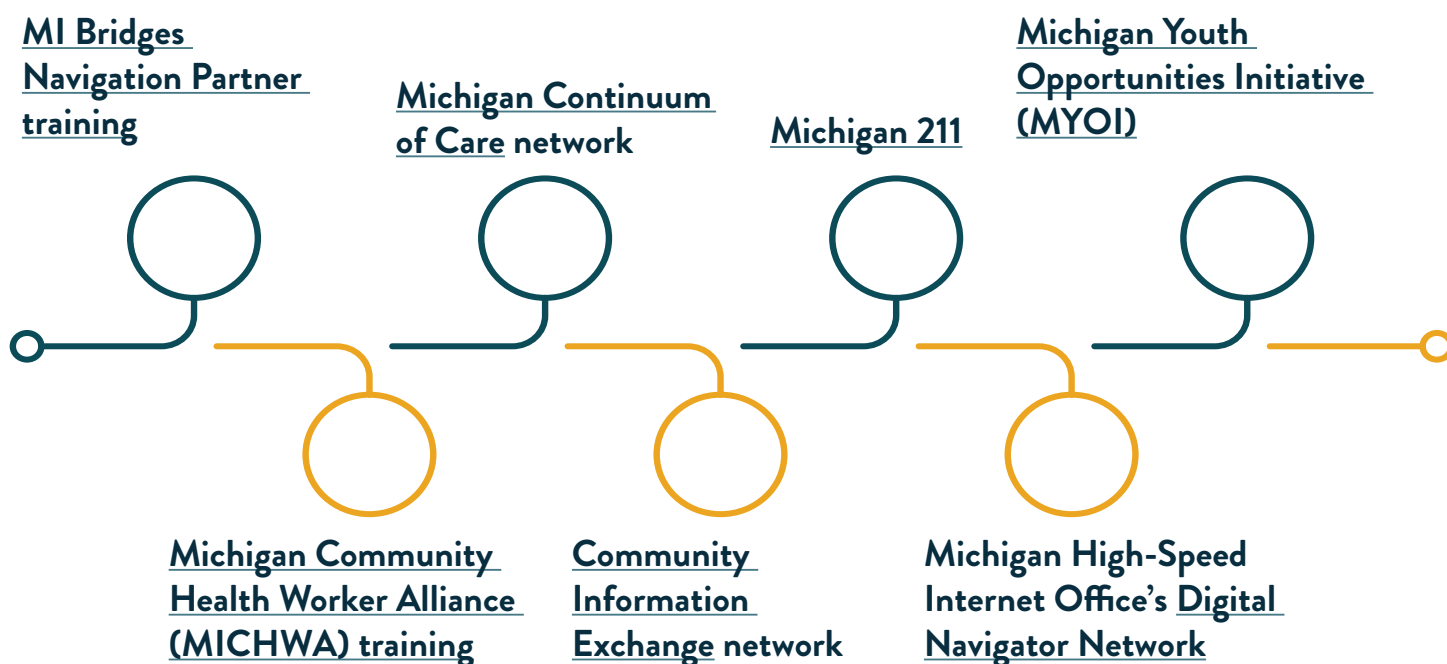 MI Bridges
Navigation Partner
training
Michigan Continuum
of Care network
Michigan 211
Michigan Youth
Opportunities Initiative
(MYOI)
Michigan Community
Health Worker Alliance
(MICHWA) training
Community
Information
Exchange network
Michigan High-Speed
Internet Office’s Digital
Navigator Network